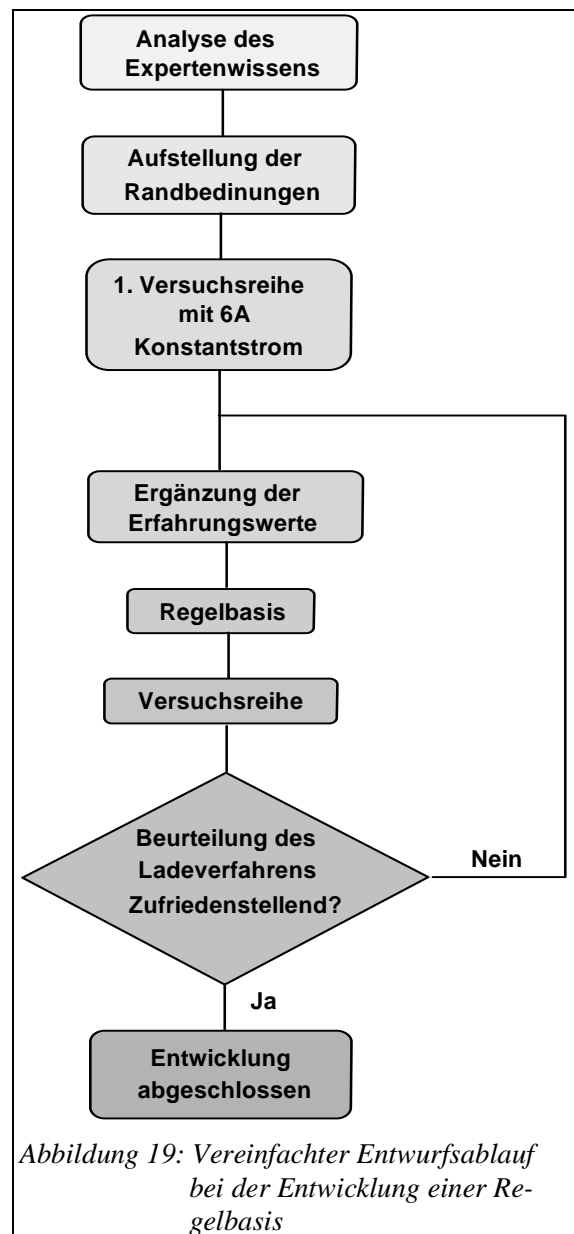 Analyse des
Expertenwissens
Aufstellung der
Randbedinungen
1. Versuchsreihe
mit 6A
Konstantstrom
Ergänzung der
Erfahrungswerte
Regelbasis
Versuchsreihe
Beurteilung des
Ladeverfahrens
Zufriedenstellend?
Nein
Ja
Entwicklung
abgeschlossen
Abbildung 19: Vereinfachter Entwurfsablauf
bei der Entwicklung einer Re-
gelbasis